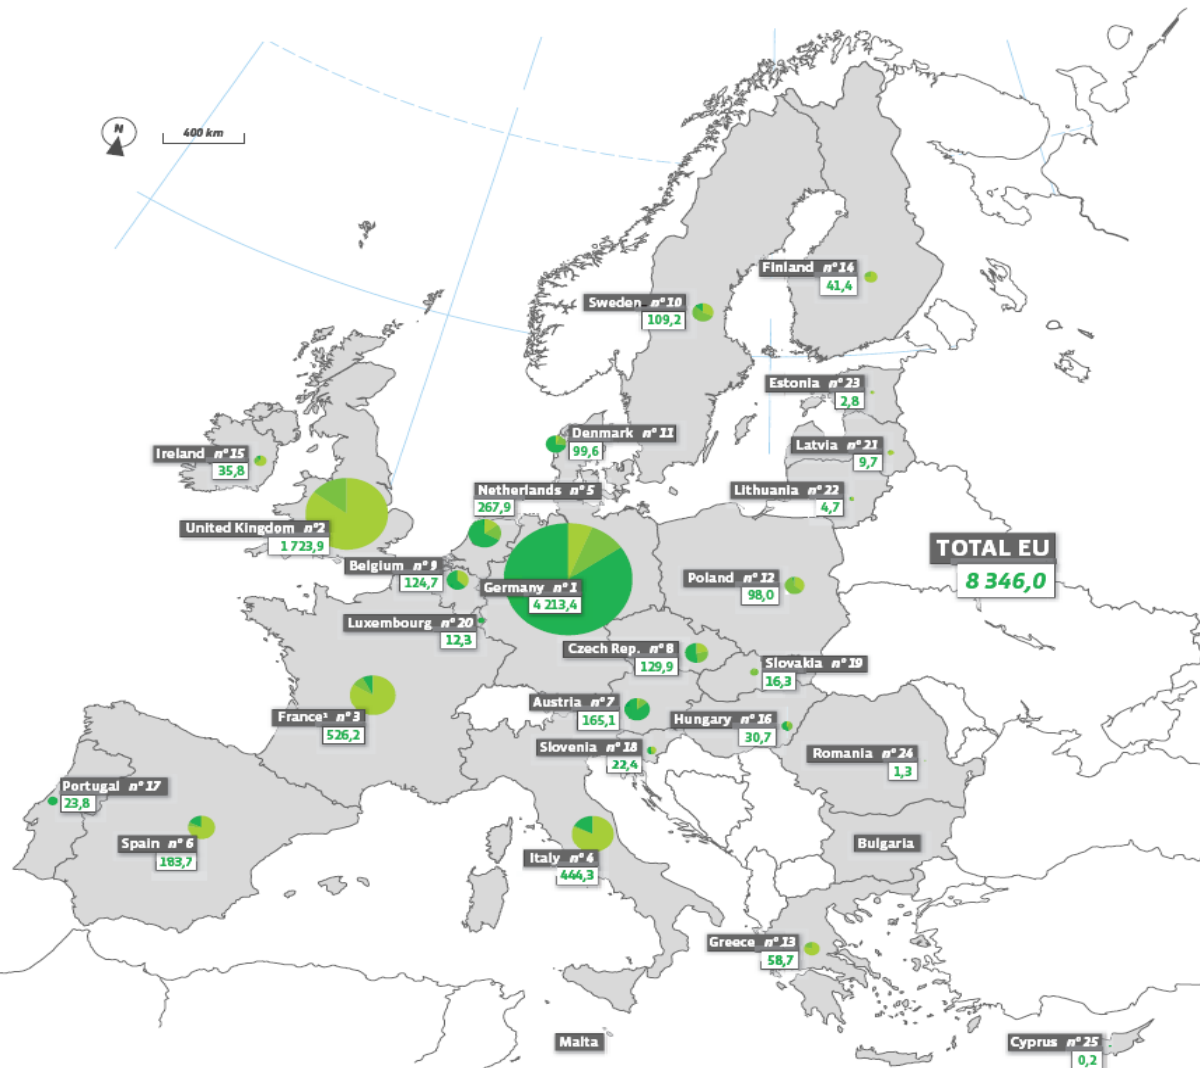 N
400 km
Finland n° 14
41,4
Sweden n° 10
109,2
Estonia n° 23
2,8
Denmark n° 11
99,6
Latvia n° 21
9,7
Ireland n° 15
35,8
Netherlands n° 5
267,9
Lithuania n° 22
4,7
United Kingdom n°2
1 723,9
TOTAL EU
8 346,0
Belgium n° 9
124,7
Germany n° 1
4 213,4
Poland n° 12
98,0
Luxembourg n° 20
12,3
Czech Rep. n° 8
129,9
Slovakia n° 19
16,3
Austria n° 7
165,1
France¹ n° 3
526,2
Hungary n° 16
30,7
Slovenia n° 18
22,4
Romania n° 24
1,3
Portugal n° 17
23,8
Spain n° 6
183,7
Bulgaria
Italy n° 4
444,3
Greece n° 13
58,7
Malta
Cyprus n° 25
0,2